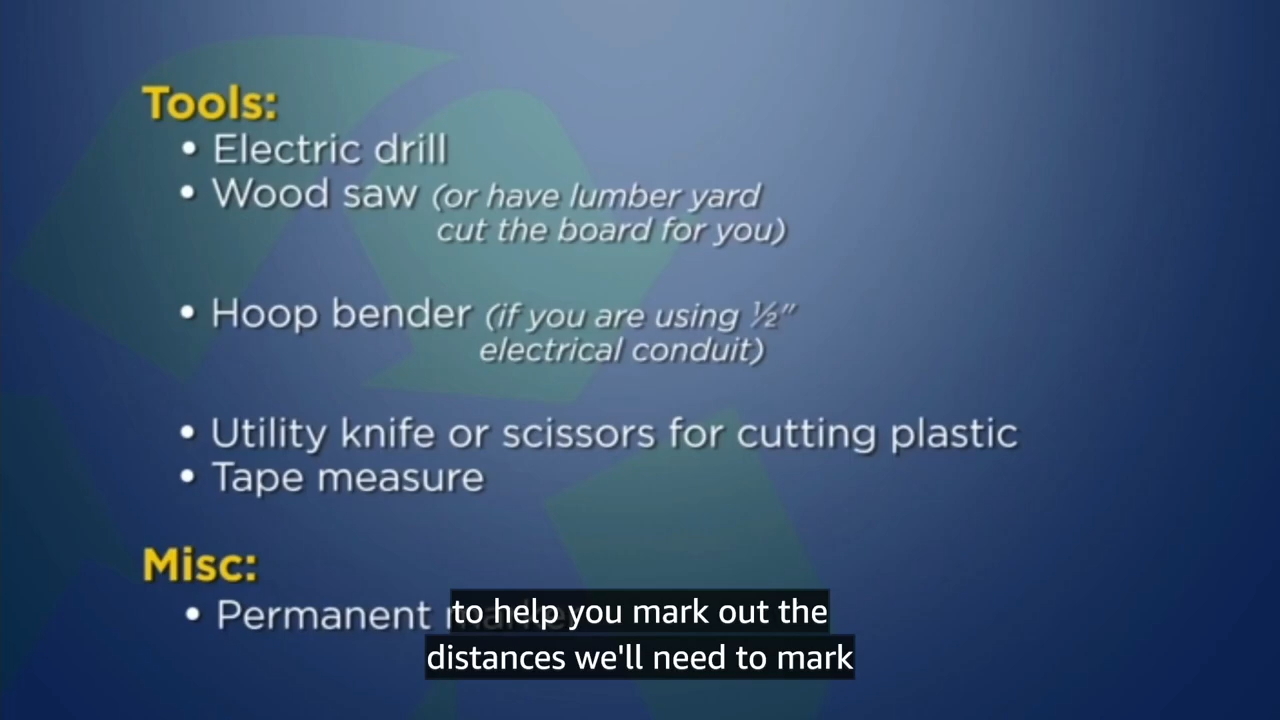 Tools:
• Electric drill
• Wood saw (or have lumber yard
cut the board for you)
• Hoop bender (if you are using ½"
electrical conduit)
• Utility knife or scissors for cutting plastic
• Tape measure
Misc:
• Permanent
to help you mark out the
distances we'll need to mark